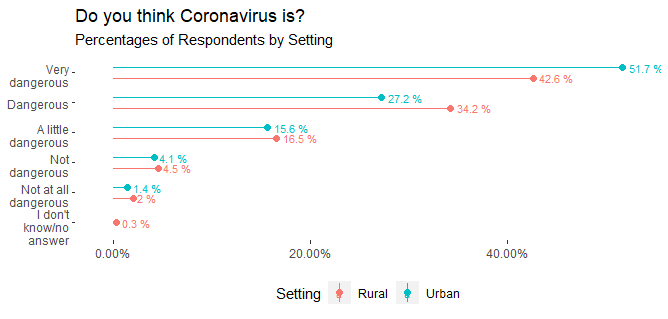 Do you think Coronavirus is?
Percentages of Respondents by Setting
Very
dangerous
51.7 %
42.6 %
Dangerous
27.2 %
34.2 %
A little
dangerous
15.6 %
16.5 %
Not
dangerous
4.1 %
4.5 %
Not at all
dangerous
1.4 %
2 %
I don't
know/no
answer
0.3 %
0.00%
20.00%
40.00%
Setting
Rural
Urban